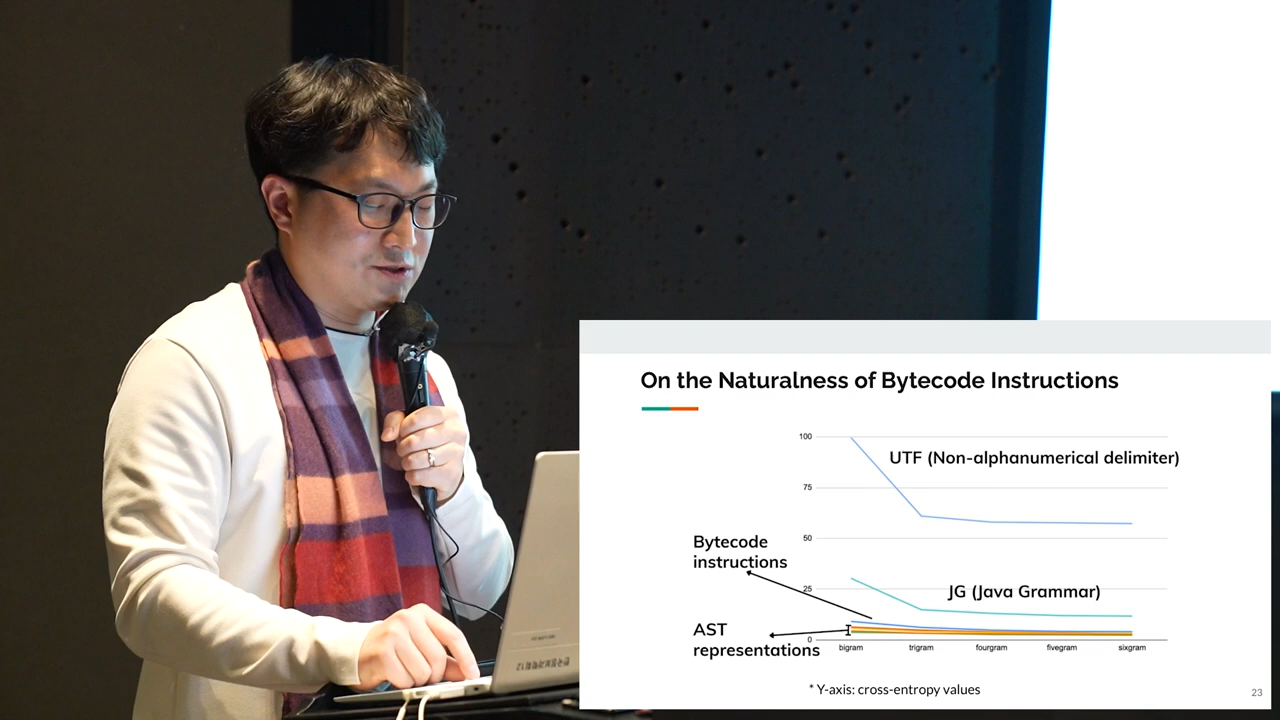 On the Naturalness of Bytecode Instructions
100
UTF (Non-alphanumerical delimiter)
75
50
Bytecode
instructions
25
JG (Java Grammar)
AST
representations
0
bigram trigram fourgram fivegram sixgram
* Y-axis: cross-entropy values
23